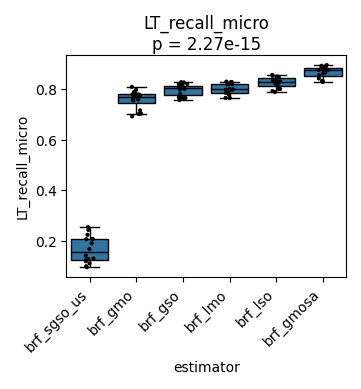 LT_recall_micro
p = 2.27e-15
LT_recall_micro
0.8
0.6
0.4
0.2
brf_sgso_us
brf_gmo
brf_gso
brf_lmo
brf_lso
brf_gmosa
estimator